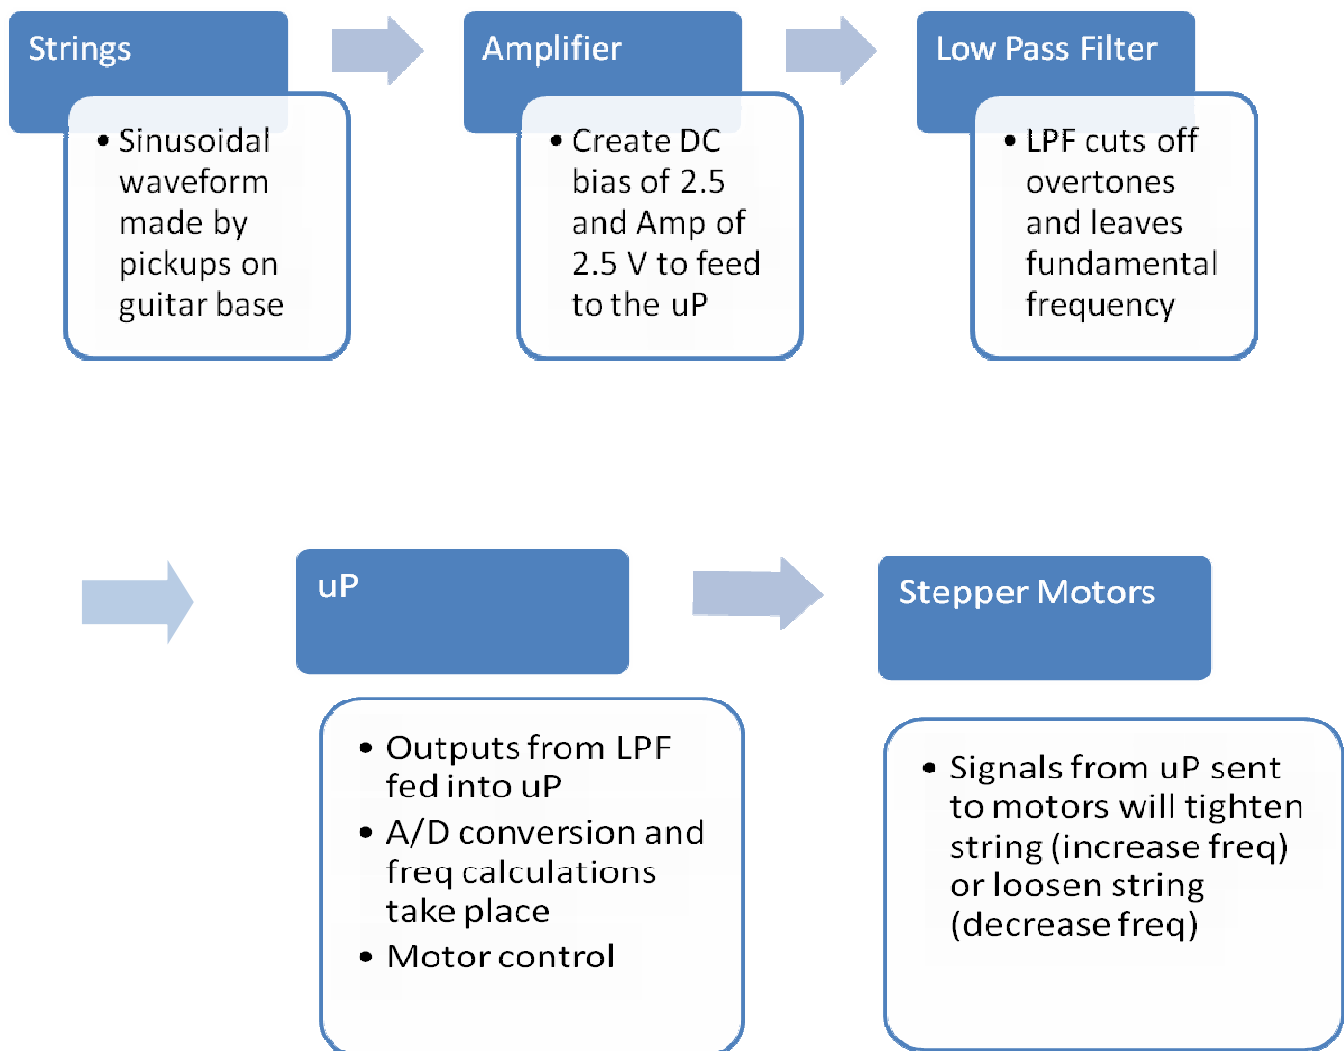 Strings
• Sinusoidal
waveform
made by
pickups on
guitar base
Amplifier
• Create DC
bias of 2.5
and Amp of
2.5 V to feed
to the uP
Low Pass Filter
• LPF cuts off
overtones
and leaves
fundamental
frequency
uP
• Outputs from LPF
fed into uP
• A/D conversion and
freq calculations
take place
• Motor control
Stepper Motors
• Signals from uP sent
to motors will tighten
string (increase freq)
or loosen string
(decrease freq)